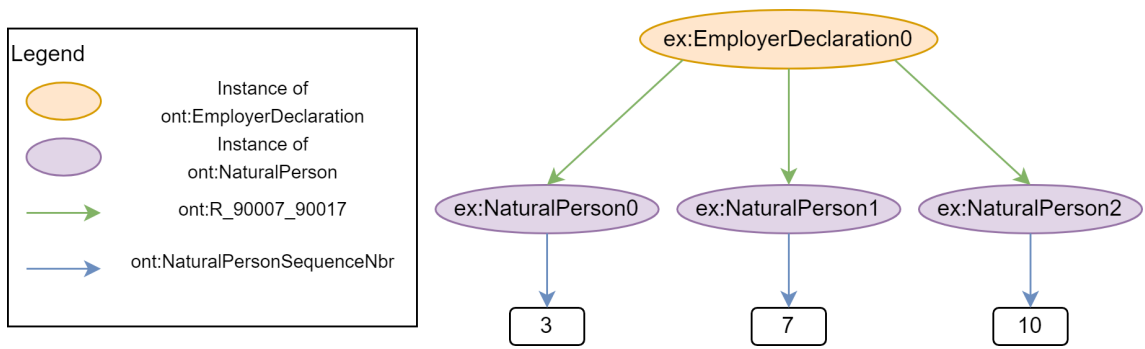 Legend
Instance of
ont:EmployerDeclaration
Instance of
ont:NaturalPerson
ont:R_90007_90017
ont:NaturalPersonSequenceNbr
ex:EmployerDeclaration0
ex:NaturalPerson0
ex:NaturalPerson1
ex:NaturalPerson2
3
7
10